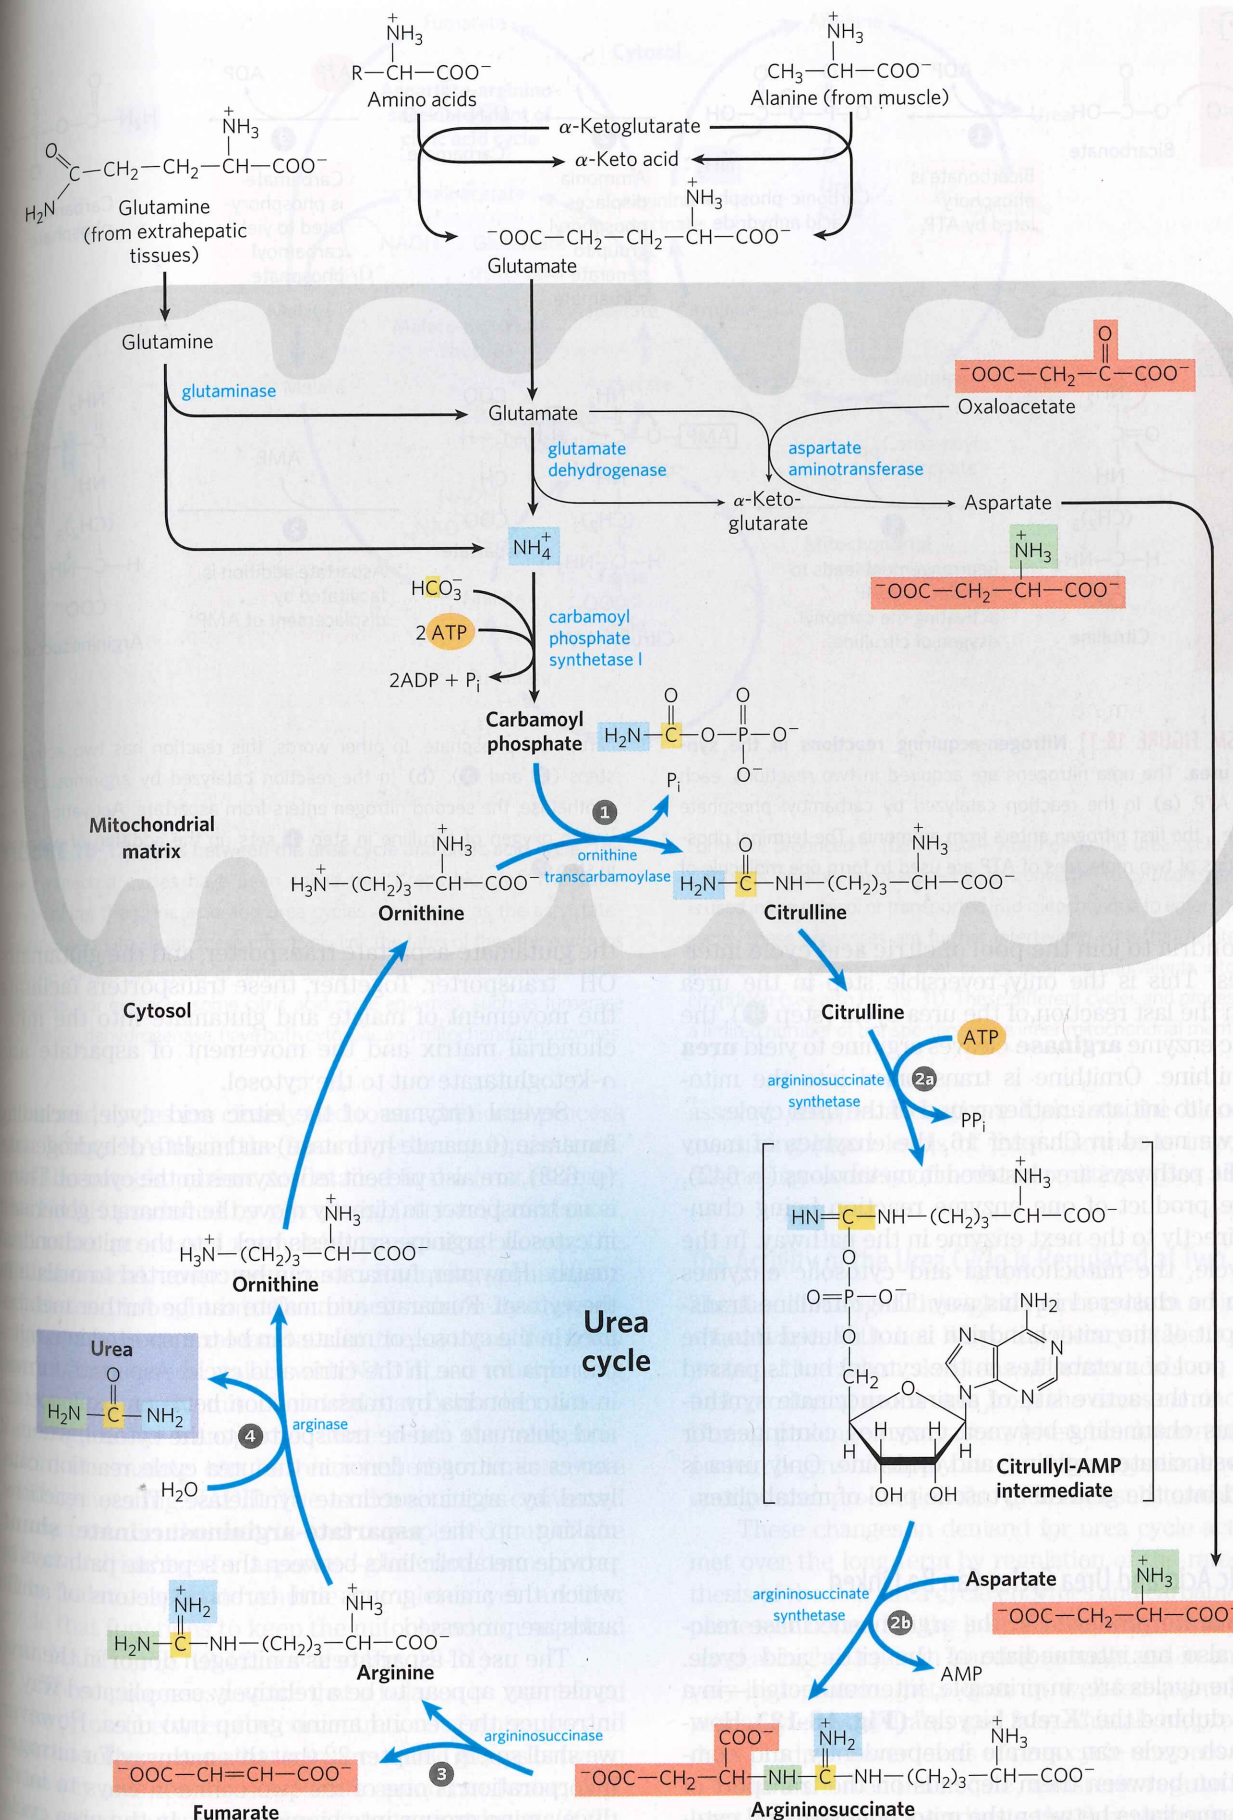 +
NH3
R—CH—COO−
Amino acids
+
NH3
CH3—CH—COO−
Alanine (from muscle)
α-Ketoglutarate
α-Keto acid
+
NH3
O
C—CH2—CH2—CH—COO−
H2N
Glutamine
(from extrahepatic
tissues)
+
NH3
−OOC—CH2—CH2—CH—COO−
Glutamate
Glutamine
glutaminase
Glutamate
O
−OOC—CH2—C—COO−
Oxaloacetate
glutamate
dehydrogenase
aspartate
aminotransferase
α-Keto-
glutarate
Aspartate
+
NH3
−OOC—CH2—CH—COO−
NH4+
HCO3−
2 ATP
2ADP + Pi
carbamoyl
phosphate
synthetase I
Carbamoyl
phosphate
O O
H2N—C—O—P—O−
O−
Pi
1
ornithine
transcarbamoylase
Mitochondrial
matrix
+
NH3
H3N+—(CH2)3—CH—COO−
Ornithine
O
+
NH3
H2N—C—NH—(CH2)3—CH—COO−
Citrulline
Cytosol
Citrulline
ATP
argininosuccinate
synthetase
2a
PPi
+
NH3
HN=C—NH—(CH2)3—CH—COO−
O
O=P—O−
O
CH2
O
NH2
N
N
N
N
H H
H H
OH OH
Citrullyl-AMP
intermediate
+
NH3
H3N+—(CH2)3—CH—COO−
Ornithine
Urea
cycle
Urea
O
H2N—C—NH2
4
arginase
H2O
argininosuccinate
synthetase
2b
Aspartate
+
NH3
−OOC—CH2—CH—COO−
AMP
+
NH2
+
NH3
H2N—C—NH—(CH2)3—CH—COO−
Arginine
argininosuccinase
3
−OOC—CH=CH—COO−
Fumarate
COO−
+
NH2
+
NH3
−OOC—CH2—CH—NH—C—NH—(CH2)3—CH—COO−
Argininosuccinate